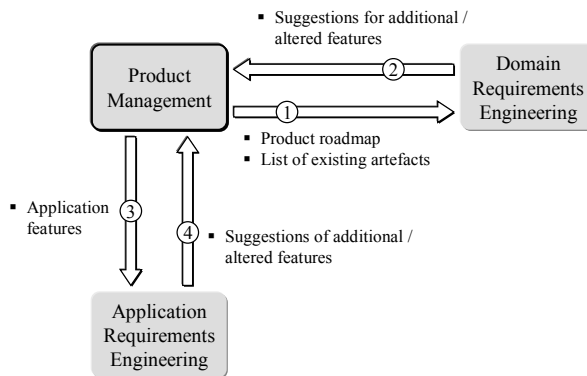 ▪ Suggestions for additional /
altered features
Product
Management
2
Domain
Requirements
Engineering
1
▪ Product roadmap
▪ List of existing artefacts
▪ Application
features
3
4
▪ Suggestions of additional /
altered features
Application
Requirements
Engineering